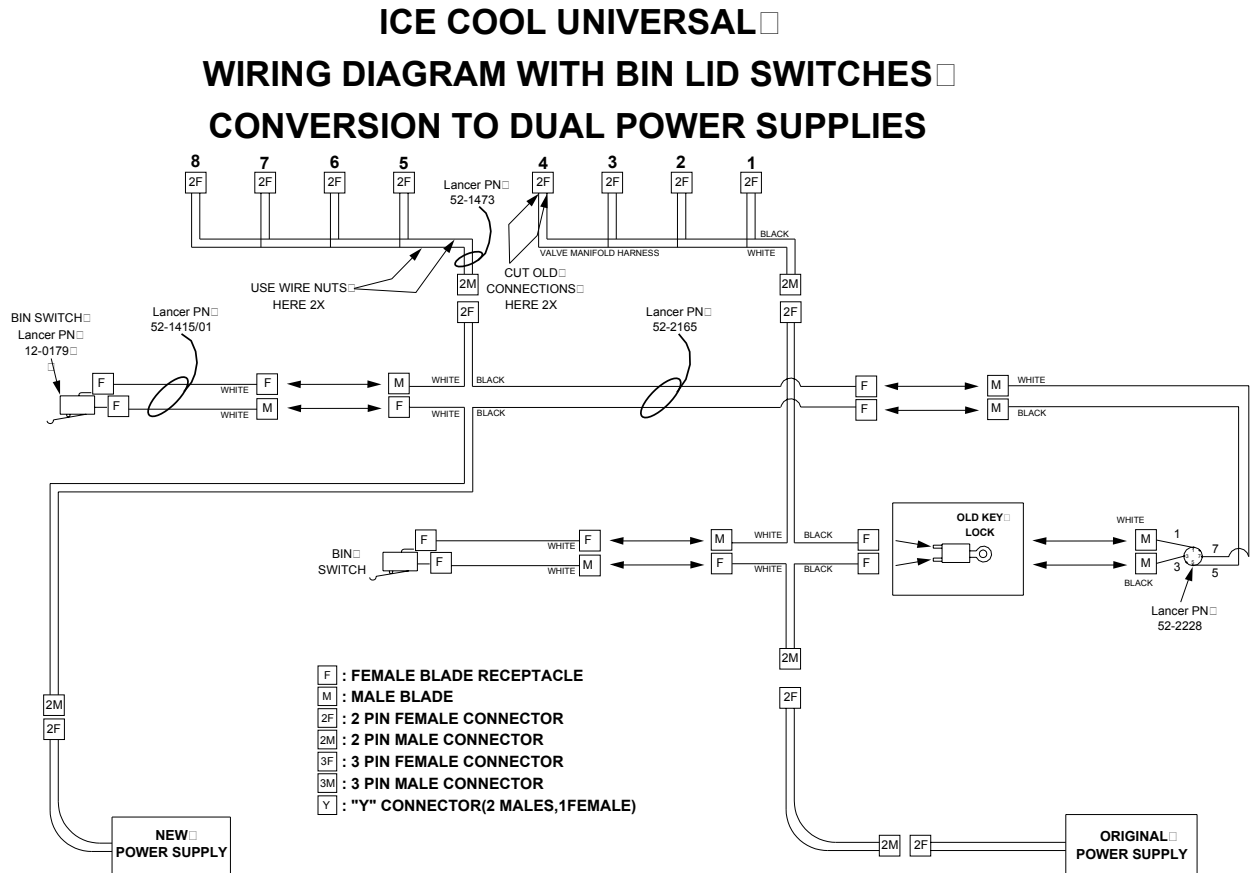 ICE COOL UNIVERSAL□
WIRING DIAGRAM WITH BIN LID SWITCHES□
CONVERSION TO DUAL POWER SUPPLIES
8 7 6 5 4 3 2 1
2F 2F 2F 2F 2F 2F 2F 2F
Lancer PN□
52-1473
BLACK
VALVE MANIFOLD HARNESS WHITE
USE WIRE NUTS□
HERE 2X
CUT OLD□
CONNECTIONS□
HERE 2X
2M 2M
2F 2F
BIN SWITCH□
Lancer PN□
12-0179□
□
Lancer PN□
52-1415/01
Lancer PN□
52-2165
F WHITE F M WHITE BLACK F M WHITE
F WHITE M F WHITE BLACK F M BLACK
BIN□
SWITCH
F WHITE F M WHITE BLACK F
F WHITE M F WHITE BLACK F
OLD KEY□
LOCK
WHITE
M 1 7
M 3 5
BLACK
1
3 7
5
Lancer PN□
52-2228
2M
2F
2M
2F
F : FEMALE BLADE RECEPTACLE
M : MALE BLADE
2F : 2 PIN FEMALE CONNECTOR
2M : 2 PIN MALE CONNECTOR
3F : 3 PIN FEMALE CONNECTOR
3M : 3 PIN MALE CONNECTOR
Y : "Y" CONNECTOR(2 MALES,1FEMALE)
NEW□
POWER SUPPLY
2M 2F
ORIGINAL□
POWER SUPPLY